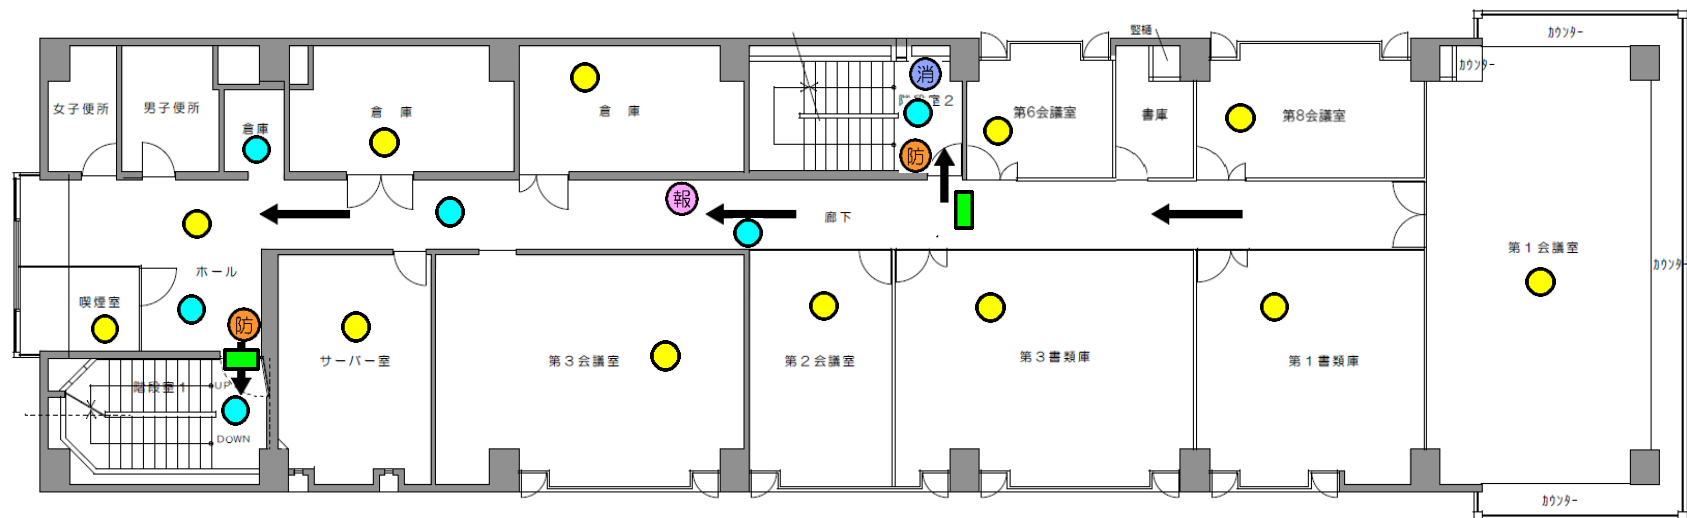 カウンター
竪樋
カウンター
消
女子便所
男子便所
倉庫
倉　庫
倉　庫
階段室２
第6会議室
書庫
第8会議室
防
報
廊下
ホール
第１会議室
カウンター
喫煙室
防
サーバー室
第３会議室
第２会議室
第３書類庫
第１書類庫
階段室１
UP
DOWN
カウンター